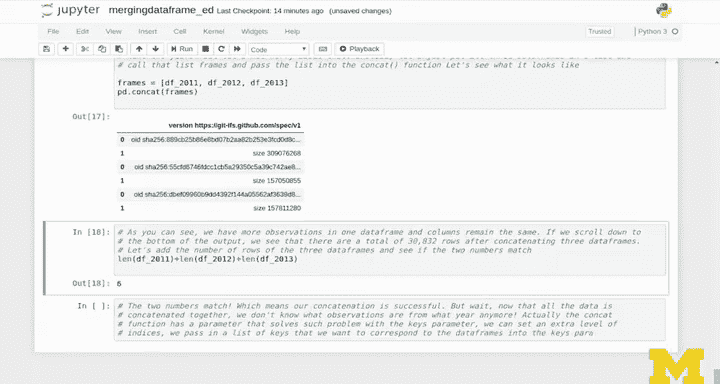 jupyter mergingdataframe_ed Last Checkpoint: 14 minutes ago (unsaved changes)
File Edit View Insert Cell Kernel Widgets Help Trusted Python 3
Run Code Playback
# call that list frames and pass the list into the concat() function Let's see what it looks like
frames = [df_2011, df_2012, df_2013]
pd.concat(frames)
Out[17]:
version https://git-lfs.github.com/spec/v1
0 oid
1 size 309076268
0 oid
1 size 157050855
0 oid
1 size 157811280
In [18]: # As you can see, we have more observations in one dataframe and columns remain the same. If we scroll down to
# the bottom of the output, we see that there are a total of 30,832 rows after concatenating three dataframes.
# Let's add the number of rows of the three dataframes and see if the two numbers match
len(df_2011)+len(df_2012)+len(df_2013)
Out[18]: 6
In [ ]: # The two numbers match! Which means our concatenation is successful. But wait, now that all the data is
# concatenated together, we don't know what observations are from what year anymore! Actually the concat
# function has a parameter that solves such problem with the keys parameter, we can set an extra level of
# indices, we pass in a list of keys that we want to correspond to the dataframes into the keys para
M